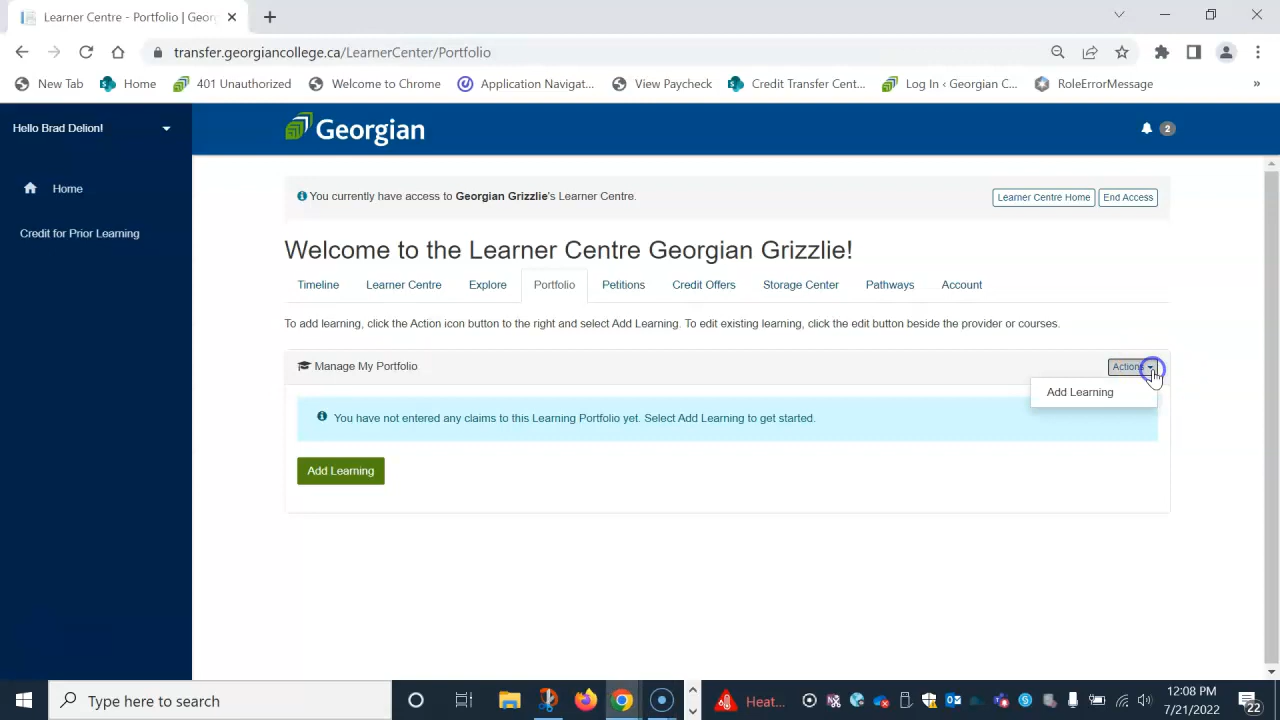 Learner Centre - Portfolio | Georg
transfer.georgiancollege.ca/LearnerCenter/Portfolio
New Tab Home 401 Unauthorized Welcome to Chrome Application Navigat... View Paycheck Credit Transfer Cent... Log In ‹ Georgian C... RoleErrorMessage »
Hello Brad Delion!
Georgian
2
Home
Credit for Prior Learning
You currently have access to Georgian Grizzlie's Learner Centre.
Learner Centre Home End Access
Welcome to the Learner Centre Georgian Grizzlie!
Timeline Learner Centre Explore Portfolio Petitions Credit Offers Storage Center Pathways Account
To add learning, click the Action icon button to the right and select Add Learning. To edit existing learning, click the edit button beside the provider or courses.
Manage My Portfolio
Actions
Add Learning
You have not entered any claims to this Learning Portfolio yet. Select Add Learning to get started.
Add Learning
Type here to search
Heat...
12:08 PM
7/21/2022
22